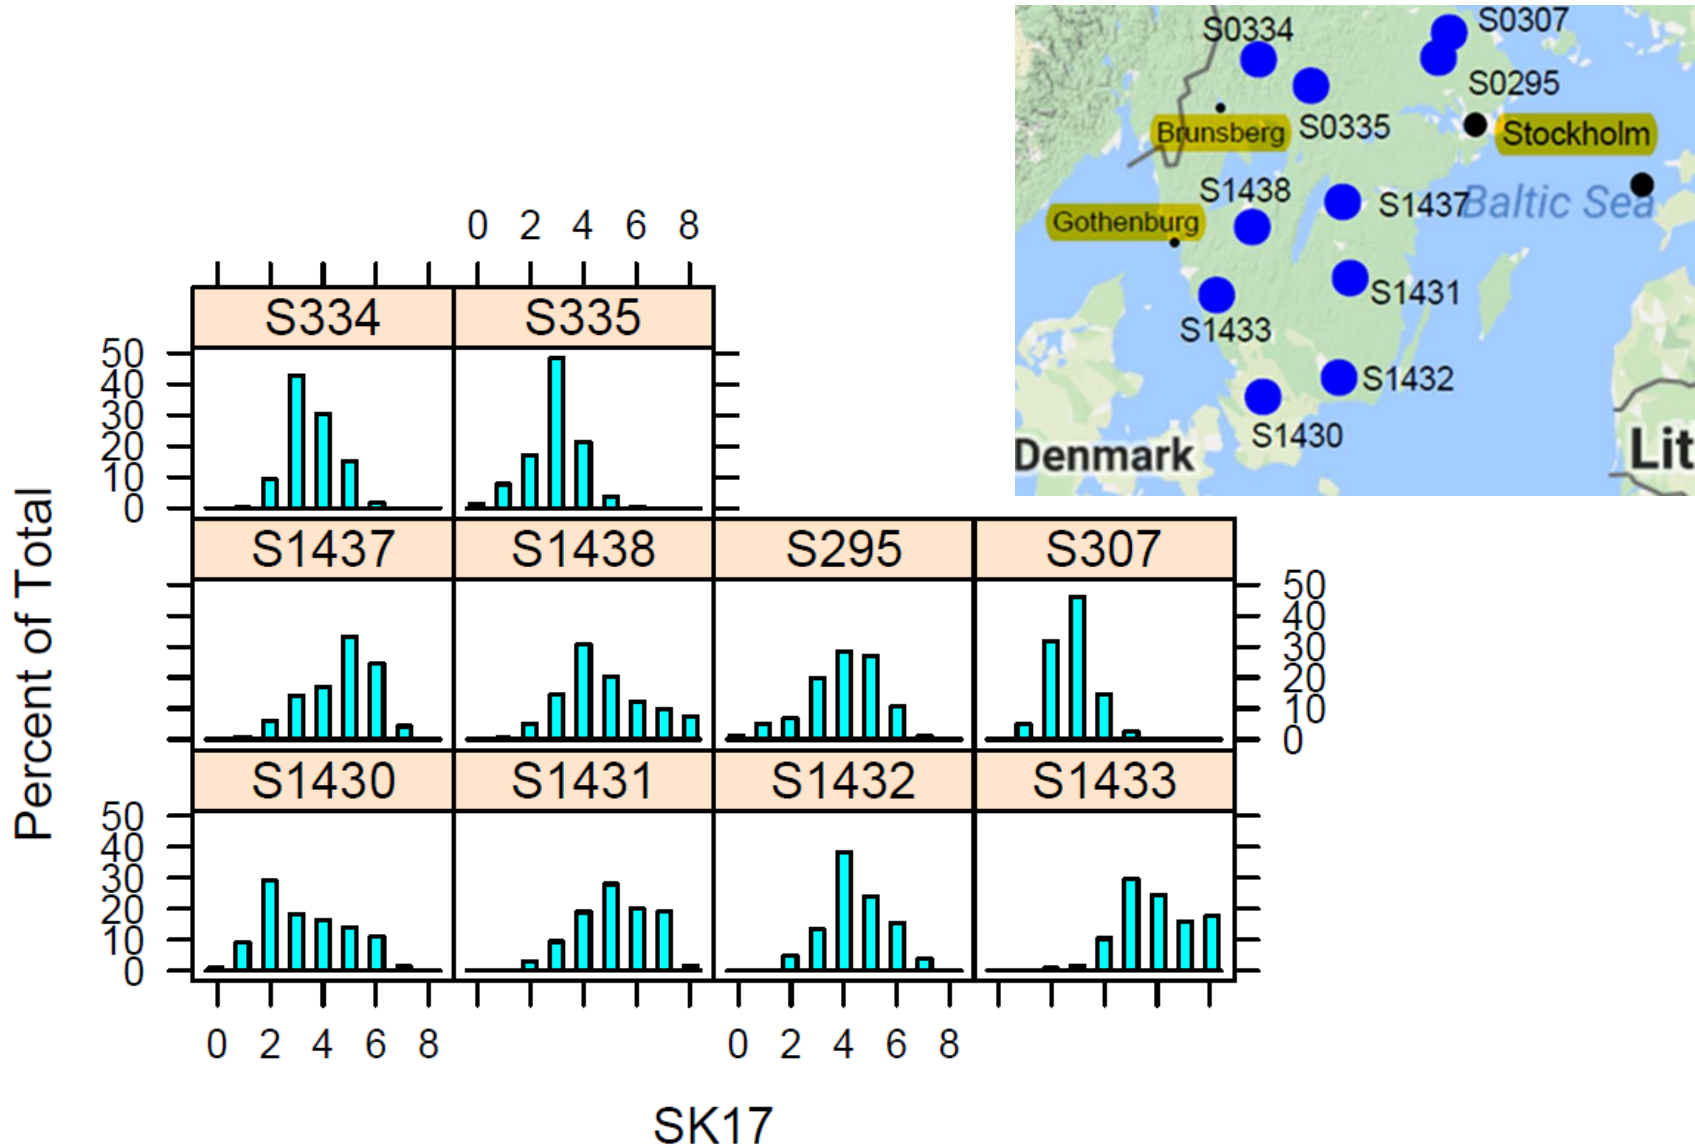 S0334
S0307
S0295
Brunsberg
S0335
Stockholm
S1438
S1437
Baltic Sea
Gothenburg
S1431
S1433
S1432
S1430
Denmark
Lit
0 2 4 6 8
S334 S335
50
40
30
20
10
0
S1437 S1438 S295 S307
50
40
30
20
10
0
S1430 S1431 S1432 S1433
50
40
30
20
10
0
0 2 4 6 8 0 2 4 6 8
Percent of Total
SK17